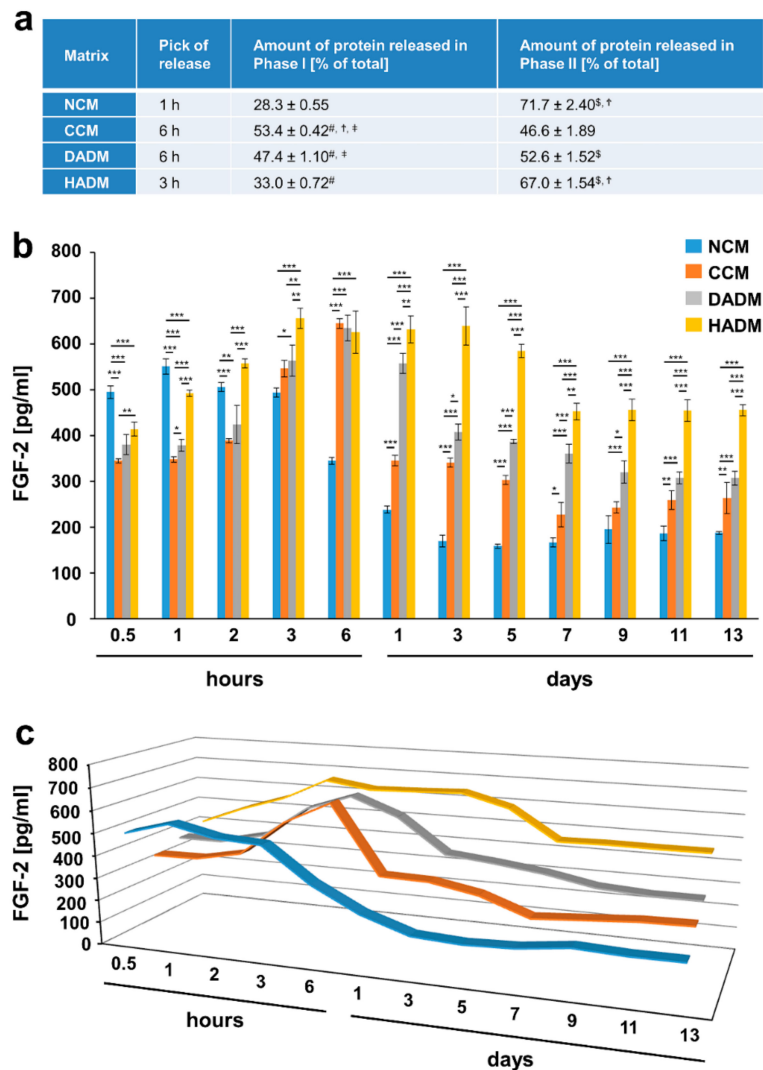 a
Matrix Pick of release Amount of protein released in Phase I [% of total] Amount of protein released in Phase II [% of total]
NCM 1 h 28.3 ± 0.55 71.7 ± 2.40$, †
CCM 6 h 53.4 ± 0.42#, †, ‡ 46.6 ± 1.89
DADM 6 h 47.4 ± 1.10#, ‡ 52.6 ± 1.52$
HADM 3 h 33.0 ± 0.72# 67.0 ± 1.54$, †
b
FGF-2 [pg/ml]
800
700
600
500
400
300
200
100
0
NCM
CCM
DADM
HADM
0.5 1 2 3 6 1 3 5 7 9 11 13
hours days
c
FGF-2 [pg/ml]
800
700
600
500
400
300
200
100
0
0.5 1 2 3 6 1 3 5 7 9 11 13
hours days